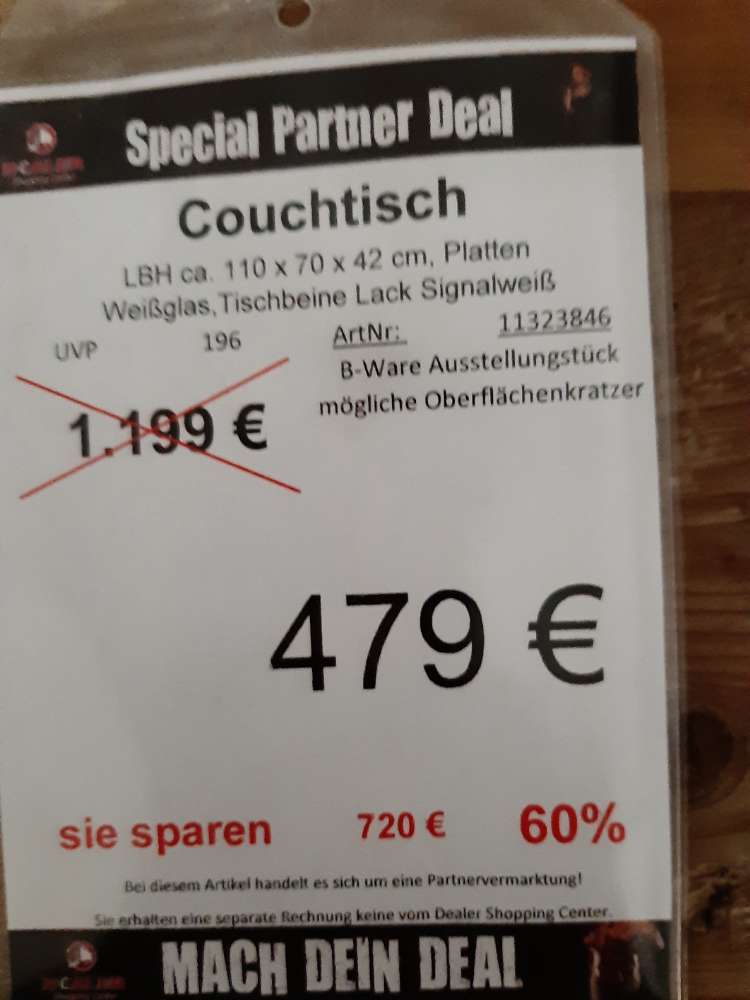 Special Partner Deal
Couchtisch
LBH ca. 110 x 70 x 42 cm, Platten
Weißglas,Tischbeine Lack Signalweiß
UVP 196 ArtNr: 11323846
B-Ware Ausstellungstück
mögliche Oberflächenkratzer
1.199 €
479 €
sie sparen 720 € 60%
Bei diesem Artikel handelt es sich um eine Partnervermarktung!
Sie erhalten eine separate Rechnung keine vom Dealer Shopping Center.
MACH DEIN DEAL